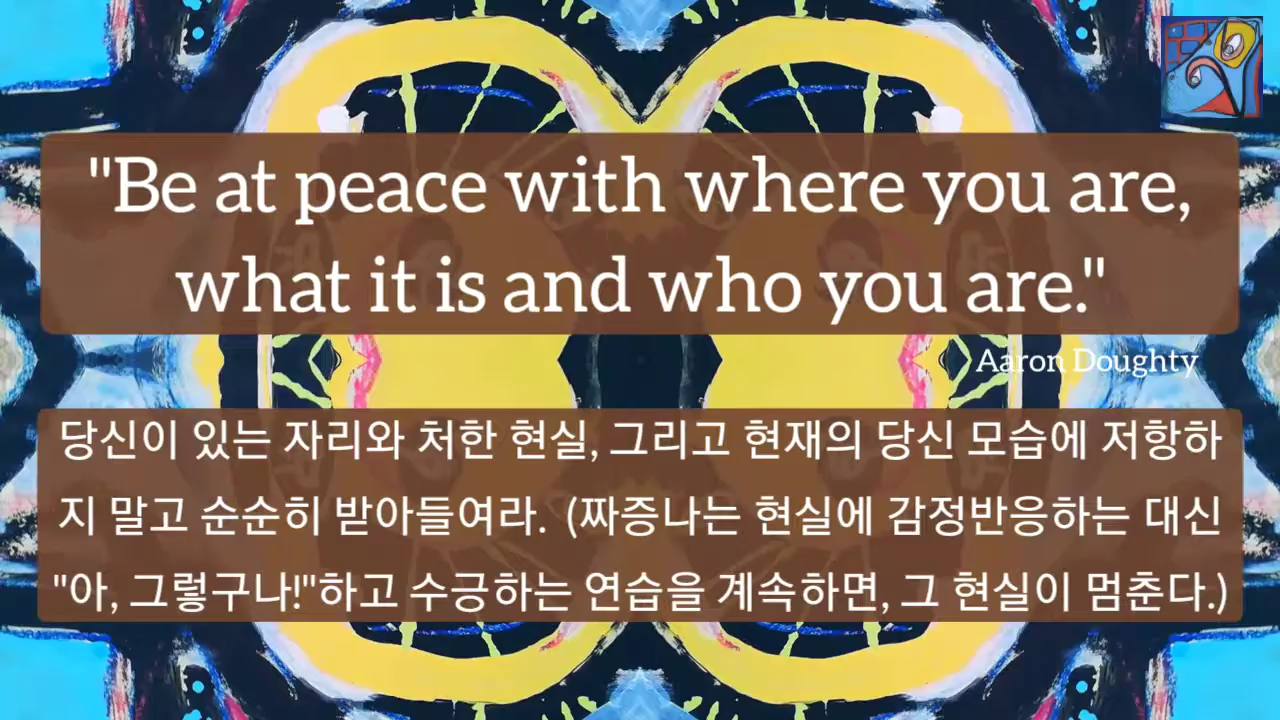 "Be at peace with where you are,
what it is and who you are."
Aaron Doughty
당신이 있는 자리와 처한 현실, 그리고 현재의 당신 모습에 저항하
지 말고 순순히 받아들여라. (짜증나는 현실에 감정반응하는 대신
"아, 그렇구나!"하고 수긍하는 연습을 계속하면, 그 현실이 멈춘다.)